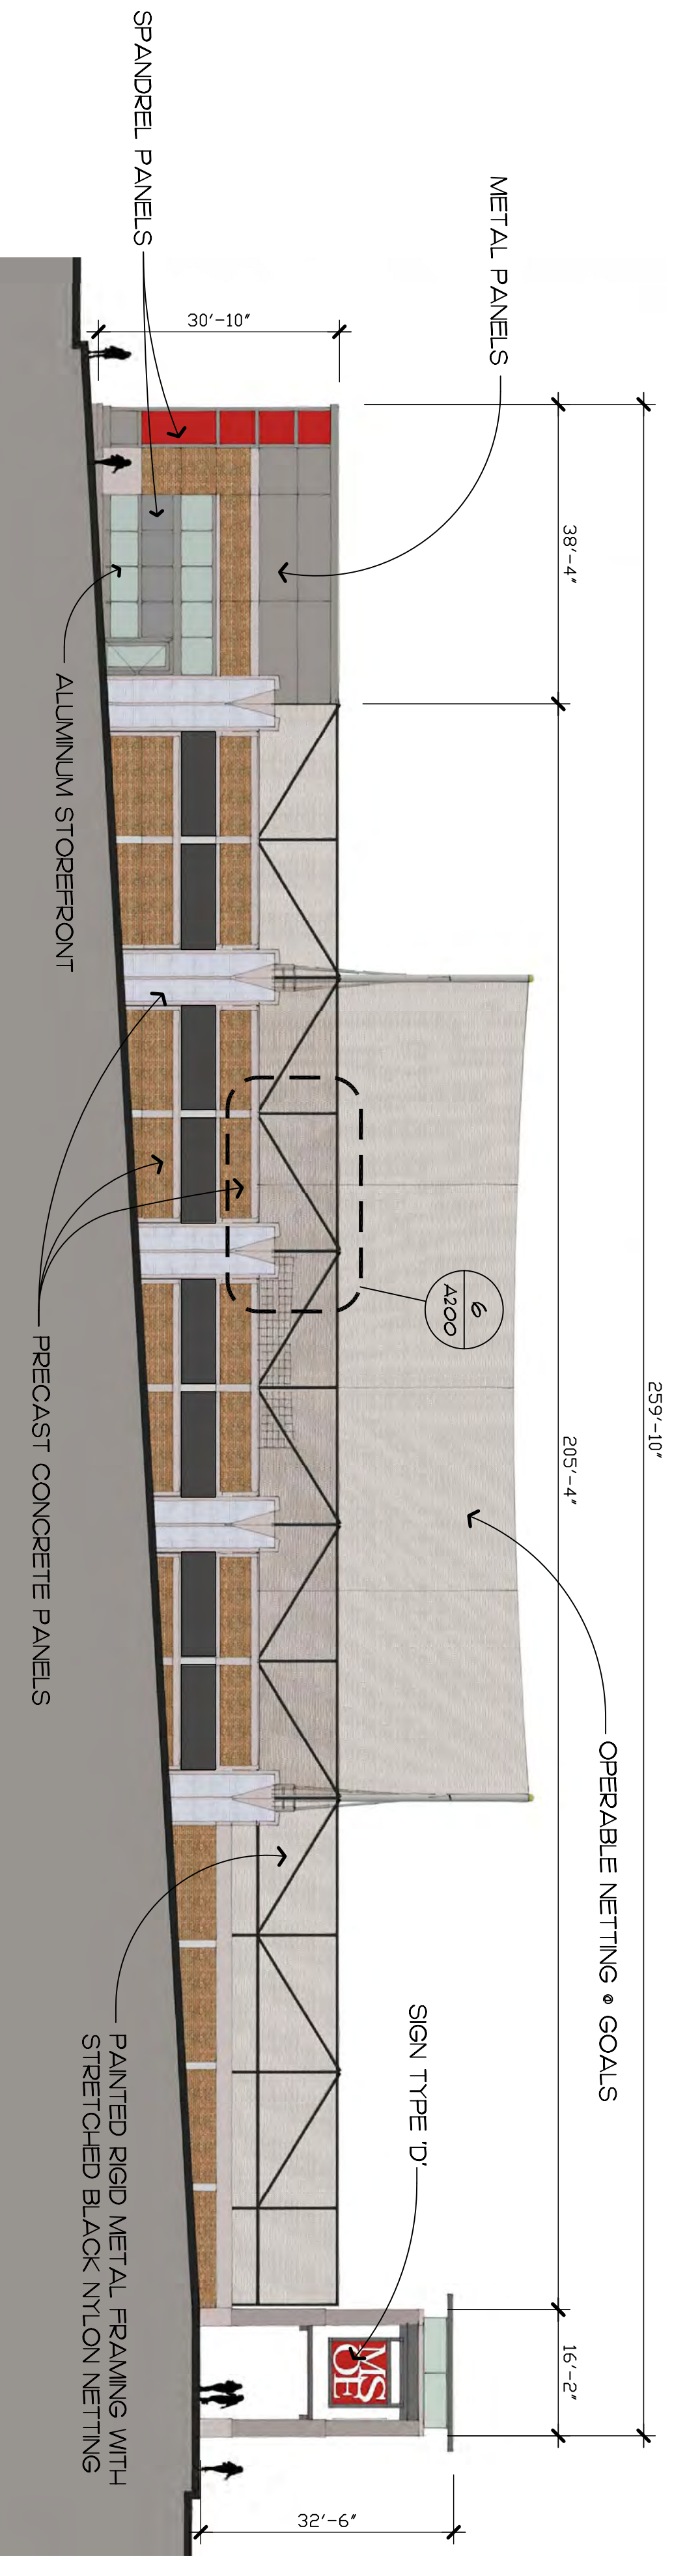 259'-10"
38'-4"
205'-4"
16'-2"
OPERABLE NETTING @ GOALS
METAL PANELS
SIGN TYPE 'D'
6
A200
30'-10"
32'-6"
MS
OE
SPANDREL PANELS
ALUMINUM STOREFRONT
PRECAST CONCRETE PANELS
PAINTED RIGID METAL FRAMING WITH
STRETCHED BLACK NYLON NETTING